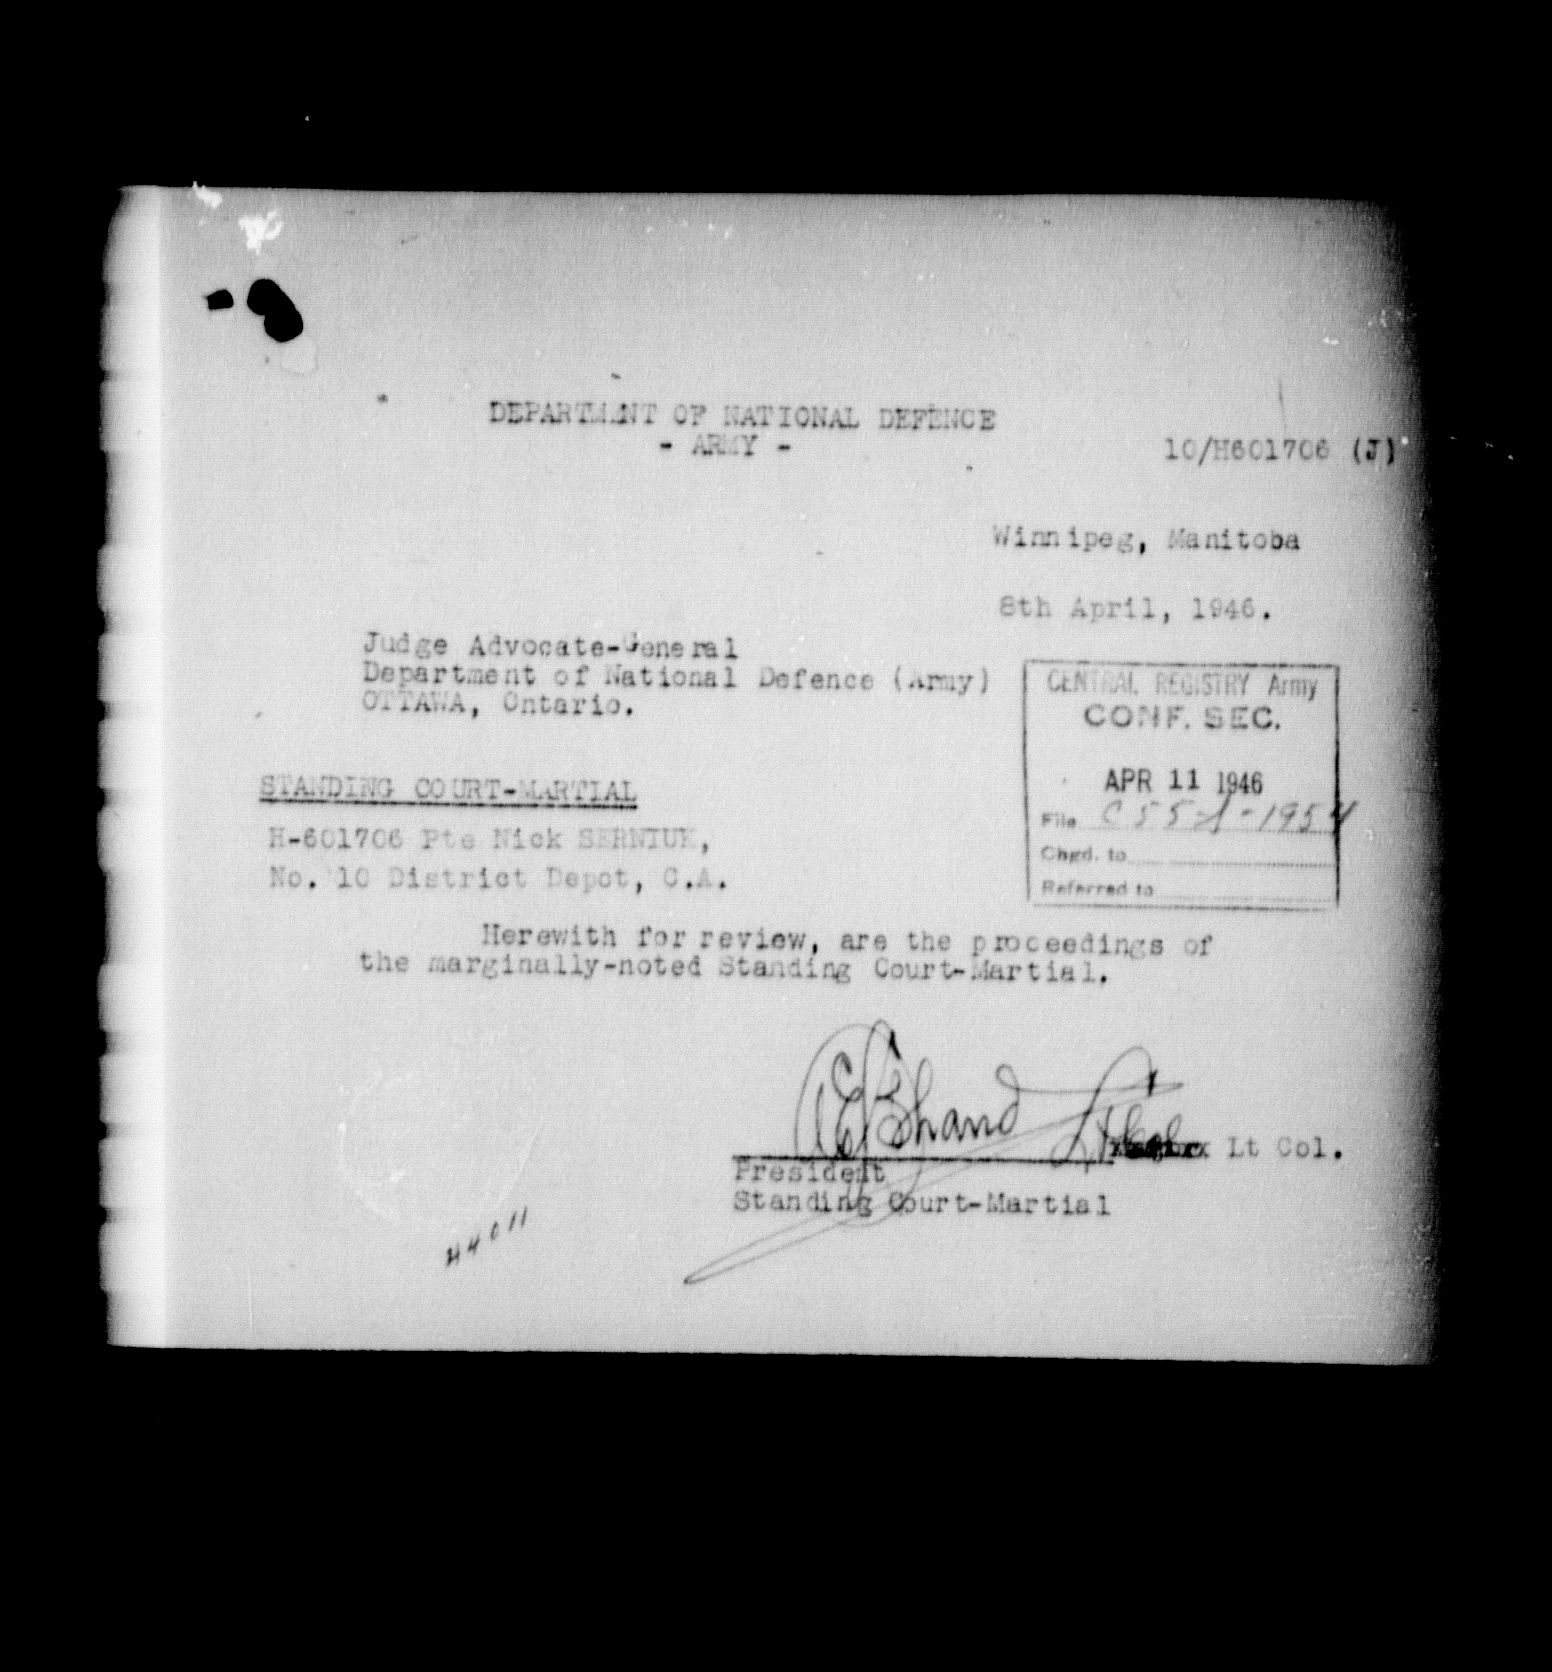 DEPARTMENT OF NATIONAL DEFENCE
- ARMY -
10/H601706 (J)
Winnipeg, Manitoba
8th April, 1946.
Judge Advocate-General
Department of National Defence (Army)
OTTAWA, Ontario.
CENTRAL REGISTRY Army
CONF. SEC.
APR 11 1946
File
Chgd. to
Referred to
STANDING COURT-MARTIAL
H-601706 Pte Nick SERNIUK,
No. 10 District Depot, C.A.
Herewith for review, are the proceedings of
the marginally-noted Standing Court-Martial.
Lt Col.
President
Standing Court-Martial
44011